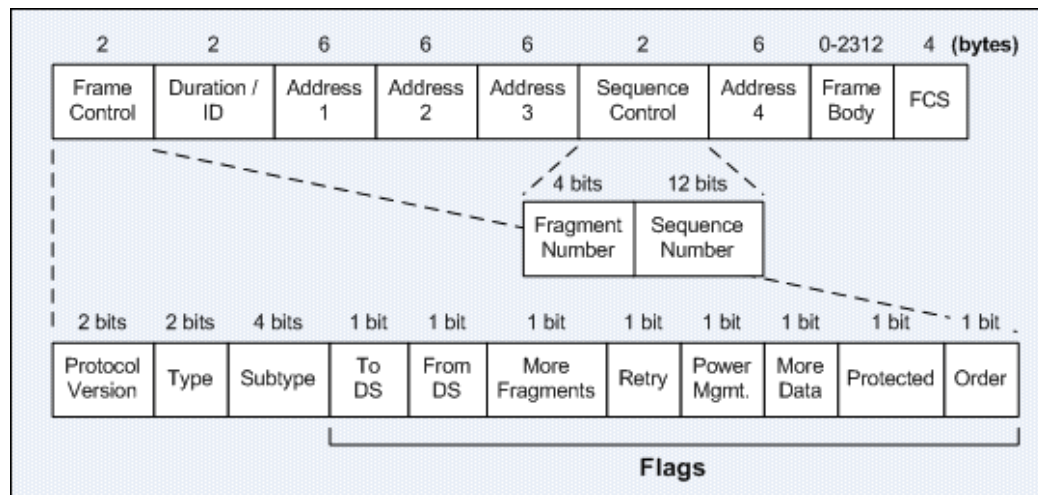 2 2 6 6 6 2 6 0-2312 4 (bytes)
Frame Control
Duration / ID
Address 1
Address 2
Address 3
Sequence Control
Address 4
Frame Body
FCS
4 bits 12 bits
Fragment Number
Sequence Number
2 bits 2 bits 4 bits 1 bit 1 bit 1 bit 1 bit 1 bit 1 bit 1 bit 1 bit
Protocol Version
Type
Subtype
To DS
From DS
More Fragments
Retry
Power Mgmt.
More Data
Protected
Order
Flags